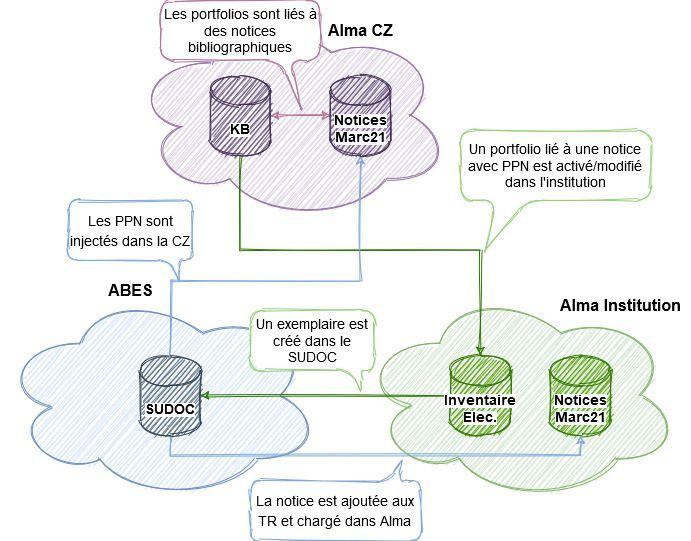 Les portfolios sont liés à
des notices
bibliographiques
Alma CZ
KB
Notices
Marc21
Un portfolio lié à une notice
avec PPN est activé/modifié
dans l'institution
Les PPN sont
injectés dans la CZ
ABES
Alma Institution
Un exemplaire est
créé dans le
SUDOC
SUDOC
Inventaire
Elec.
Notices
Marc21
La notice est ajoutée aux
TR et chargé dans Alma